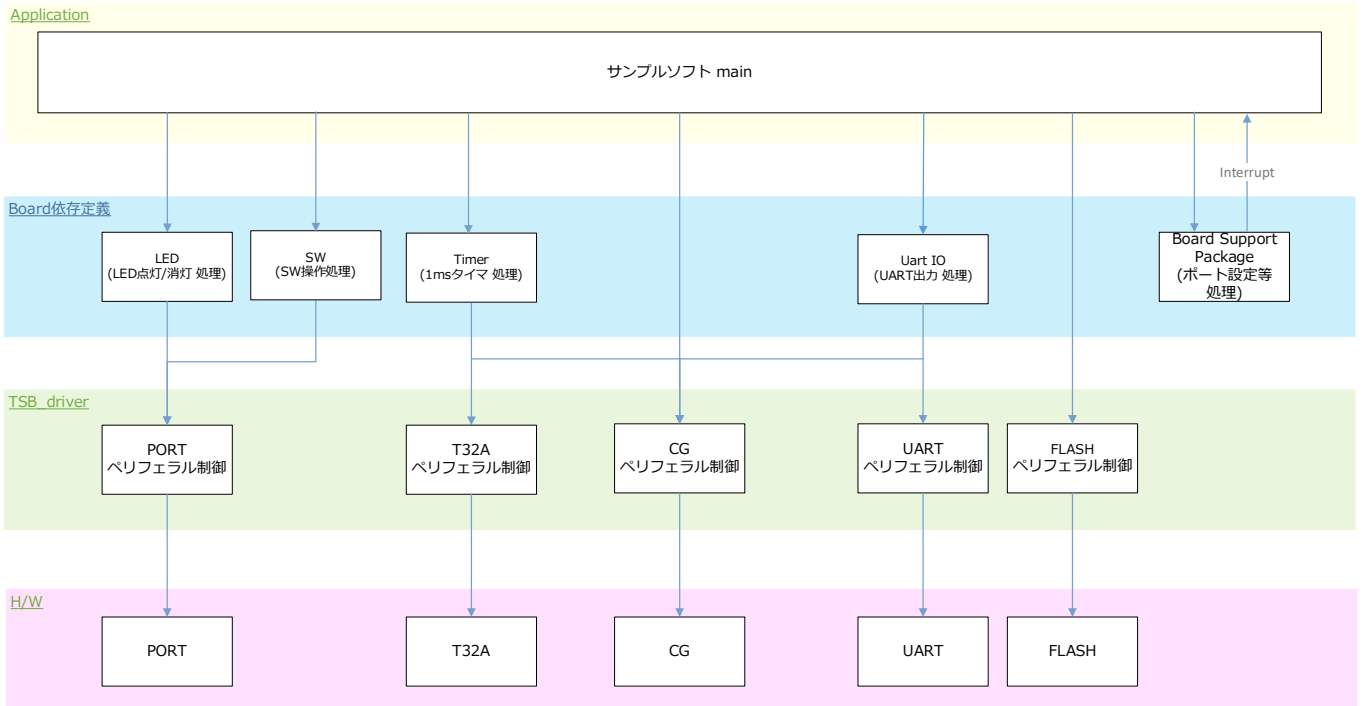 Application
サンプルソフト main
Interrupt
Board依存定義
LED
(LED点灯/消灯 処理)
SW
(SW操作処理)
Timer
(1msタイマ 処理)
Uart IO
(UART出力 処理)
Board Support
Package
(ポート設定等
処理)
TSB_driver
PORT
ペリフェラル制御
T32A
ペリフェラル制御
CG
ペリフェラル制御
UART
ペリフェラル制御
FLASH
ペリフェラル制御
H/W
PORT
T32A
CG
UART
FLASH